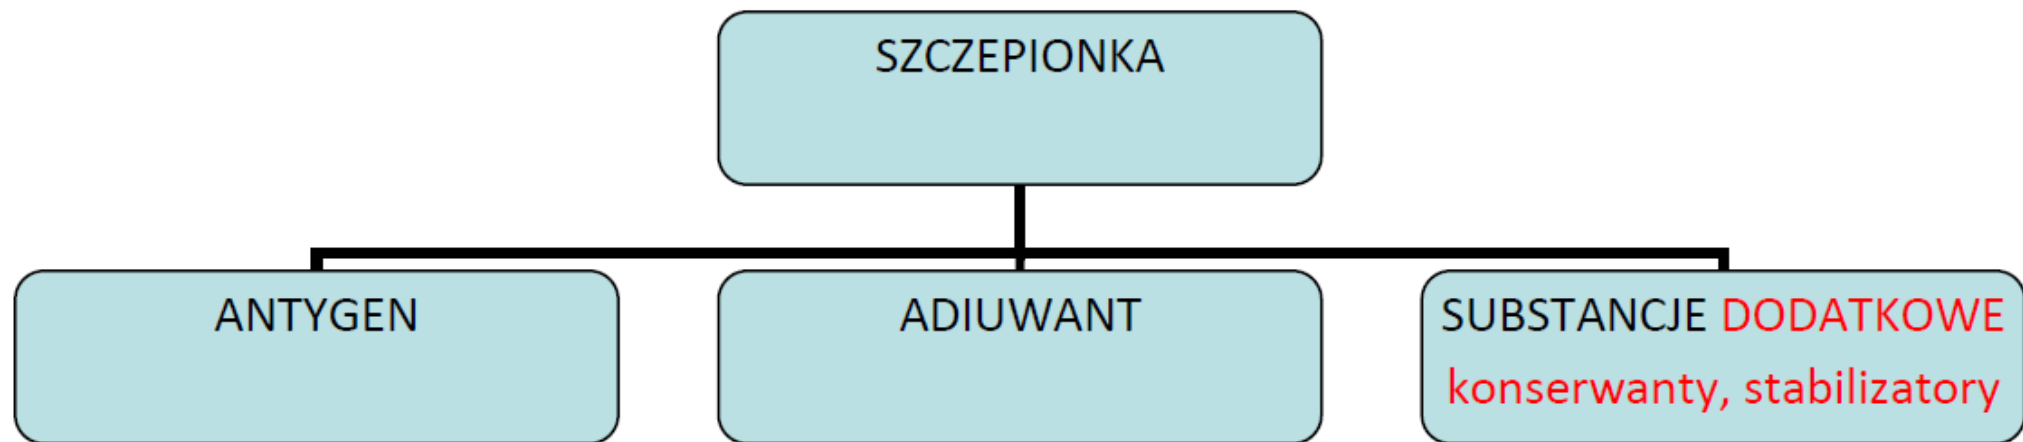 SZCZEPIONKA
ANTYGEN
ADIUWANT
SUBSTANCJE DODATKOWE
konserwanty, stabilizatory